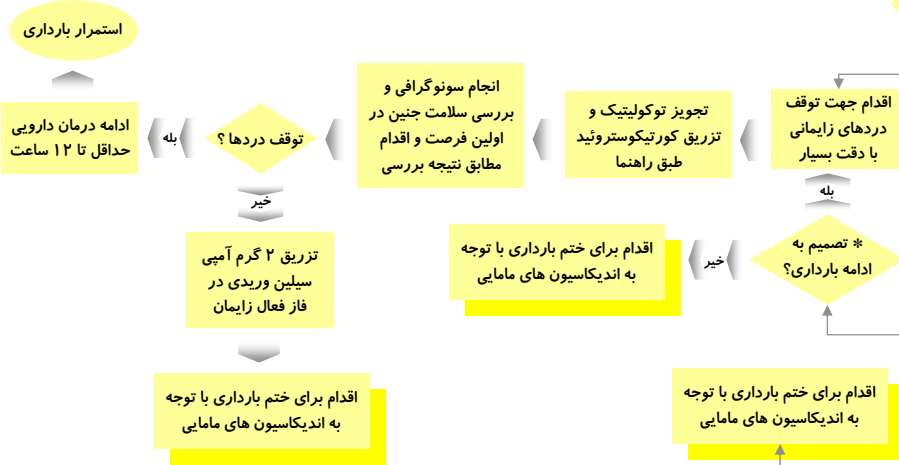 استمرار بارداری
اقدام جهت توقف
دردهای زایمانی
با دقت بسیار
تجویز توکولیتیک و
تزریق کورتیکوستروئید
طبق راهنما
انجام سونوگرافی و
بررسی سلامت جنین در
اولین فرصت و اقدام
مطابق نتیجه بررسی
توقف دردها ؟
بله
ادامه درمان دارویی
حداقل تا ۱۲ ساعت
بله
خیر
* تصمیم به
ادامه بارداری؟
خیر
اقدام برای ختم بارداری با توجه
به اندیکاسیون های مامایی
تزریق ۲ گرم آمپی
سیلین وریدی در
فاز فعال زایمان
اقدام برای ختم بارداری با توجه
به اندیکاسیون های مامایی
اقدام برای ختم بارداری با توجه
به اندیکاسیون های مامایی